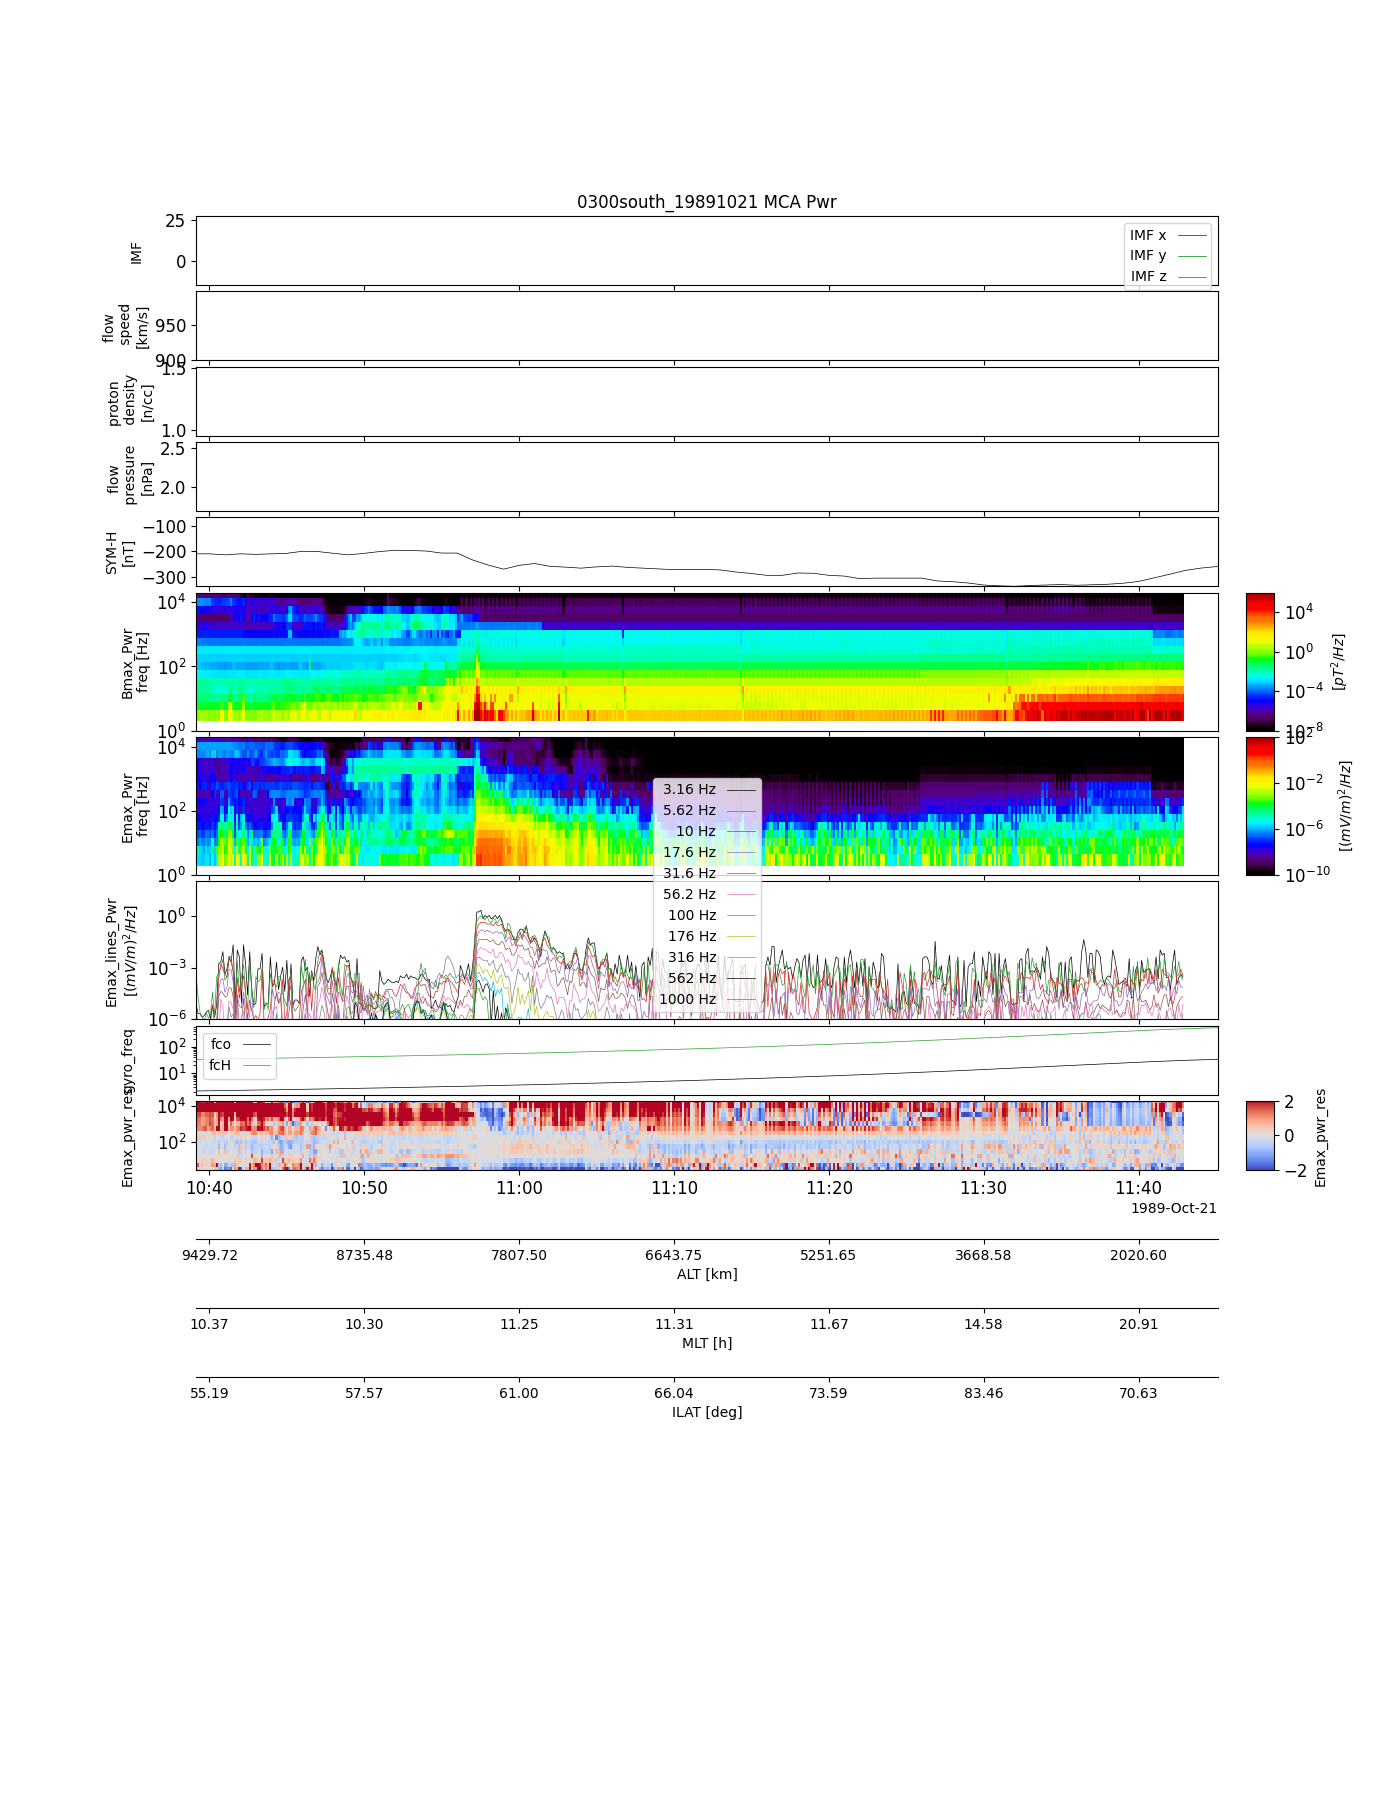 0300south_19891021 MCA Pwr
25
0
IMF
IMF x
IMF y
IMF z
950
900
flow
speed
[km/s]
1.5
1.0
proton
density
[n/cc]
2.5
2.0
flow
pressure
[nPa]
−100
−200
−300
SYM-H
[nT]
10^4
10^2
10^0
Bmax_Pwr
freq [Hz]
10^4
10^0
10^−4
10^−8
[pT^2/Hz]
10^4
10^2
10^0
Emax_Pwr
freq [Hz]
10^2
10^−2
10^−6
10^−10
[(mV/m)^2/Hz]
3.16 Hz
5.62 Hz
10 Hz
17.6 Hz
31.6 Hz
56.2 Hz
100 Hz
176 Hz
316 Hz
562 Hz
1000 Hz
10^0
10^−3
10^−6
Emax_lines_Pwr
[(mV/m)^2/Hz]
10^2
10^1
gyro_freq
fco
fcH
10^4
10^2
Emax_pwr_res
2
0
−2
Emax_pwr_res
10:40 10:50 11:00 11:10 11:20 11:30 11:40
1989-Oct-21
9429.72 8735.48 7807.50 6643.75 5251.65 3668.58 2020.60
ALT [km]
10.37 10.30 11.25 11.31 11.67 14.58 20.91
MLT [h]
55.19 57.57 61.00 66.04 73.59 83.46 70.63
ILAT [deg]